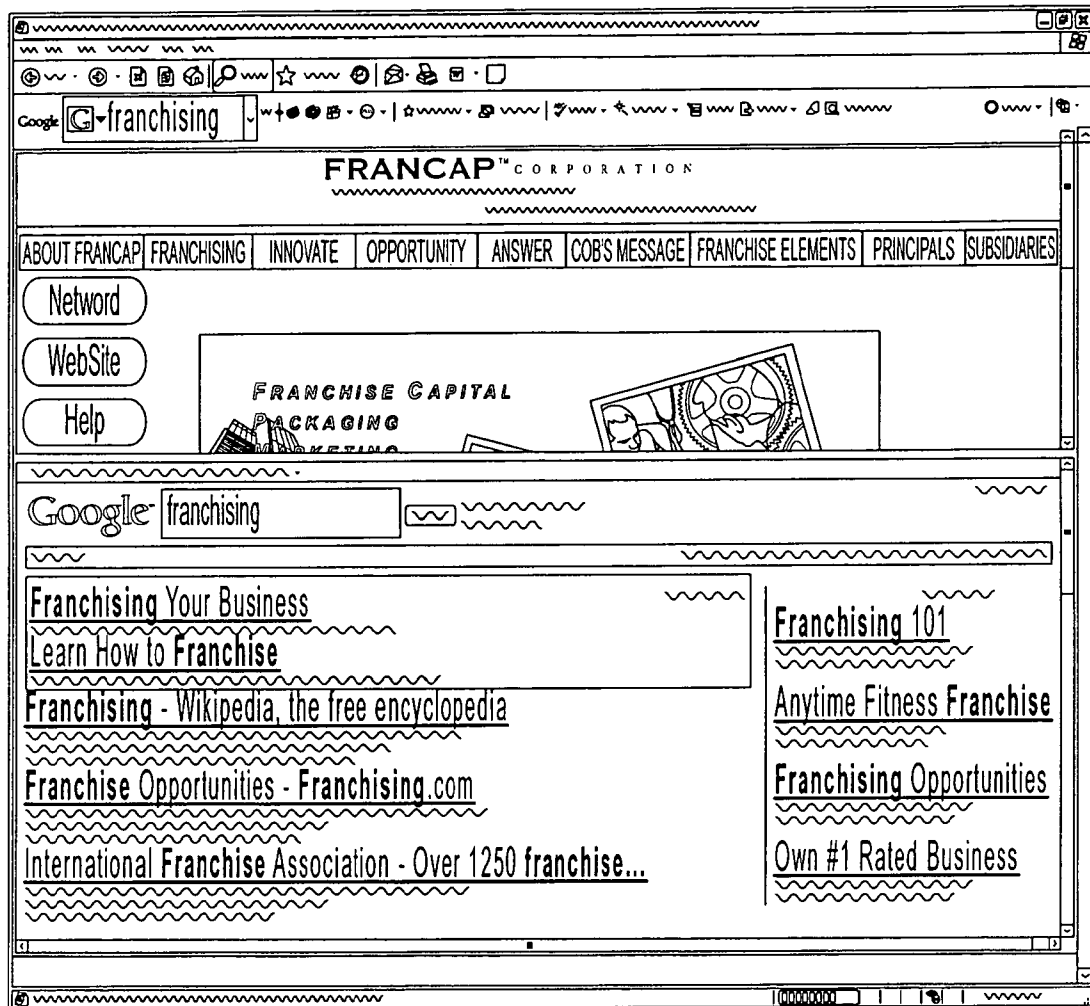 Google G franchising
FRANCAP™ CORPORATION
ABOUT FRANCAP FRANCHISING INNOVATE OPPORTUNITY ANSWER COB'S MESSAGE FRANCHISE ELEMENTS PRINCIPALS SUBSIDIARIES
Netword
WebSite
Help
FRANCHISE CAPITAL
PACKAGING
MARKETING
Google franchising
Franchising Your Business
Learn How to Franchise
Franchising - Wikipedia, the free encyclopedia
Franchise Opportunities - Franchising.com
International Franchise Association - Over 1250 franchise...
Franchising 101
Anytime Fitness Franchise
Franchising Opportunities
Own #1 Rated Business